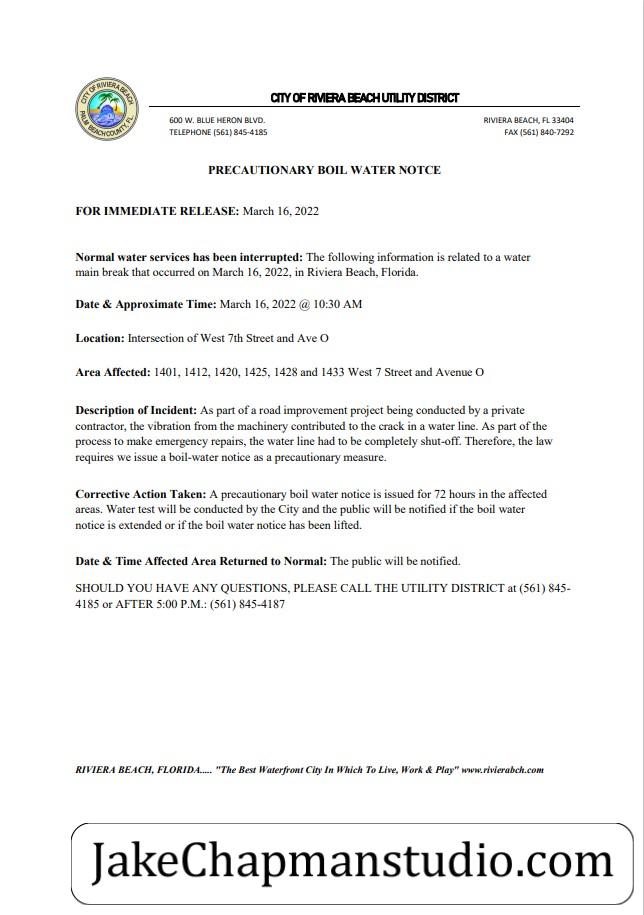 CITY OF RIVIERA BEACH
PALM BEACH COUNTY, FL.
CITY OF RIVIERA BEACH UTILITY DISTRICT
600 W. BLUE HERON BLVD. RIVIERA BEACH, FL 33404
TELEPHONE (561) 845-4185 FAX (561) 840-7292
PRECAUTIONARY BOIL WATER NOTCE
FOR IMMEDIATE RELEASE: March 16, 2022
Normal water services has been interrupted: The following information is related to a water
main break that occurred on March 16, 2022, in Riviera Beach, Florida.
Date & Approximate Time: March 16, 2022 @ 10:30 AM
Location: Intersection of West 7th Street and Ave O
Area Affected: 1401, 1412, 1420, 1425, 1428 and 1433 West 7 Street and Avenue O
Description of Incident: As part of a road improvement project being conducted by a private
contractor, the vibration from the machinery contributed to the crack in a water line. As part of the
process to make emergency repairs, the water line had to be completely shut-off. Therefore, the law
requires we issue a boil-water notice as a precautionary measure.
Corrective Action Taken: A precautionary boil water notice is issued for 72 hours in the affected
areas. Water test will be conducted by the City and the public will be notified if the boil water
notice is extended or if the boil water notice has been lifted.
Date & Time Affected Area Returned to Normal: The public will be notified.
SHOULD YOU HAVE ANY QUESTIONS, PLEASE CALL THE UTILITY DISTRICT at (561) 845-
4185 or AFTER 5:00 P.M.: (561) 845-4187
RIVIERA BEACH, FLORIDA..... "The Best Waterfront City In Which To Live, Work & Play" www.rivierabch.com
JakeChapmanstudio.com